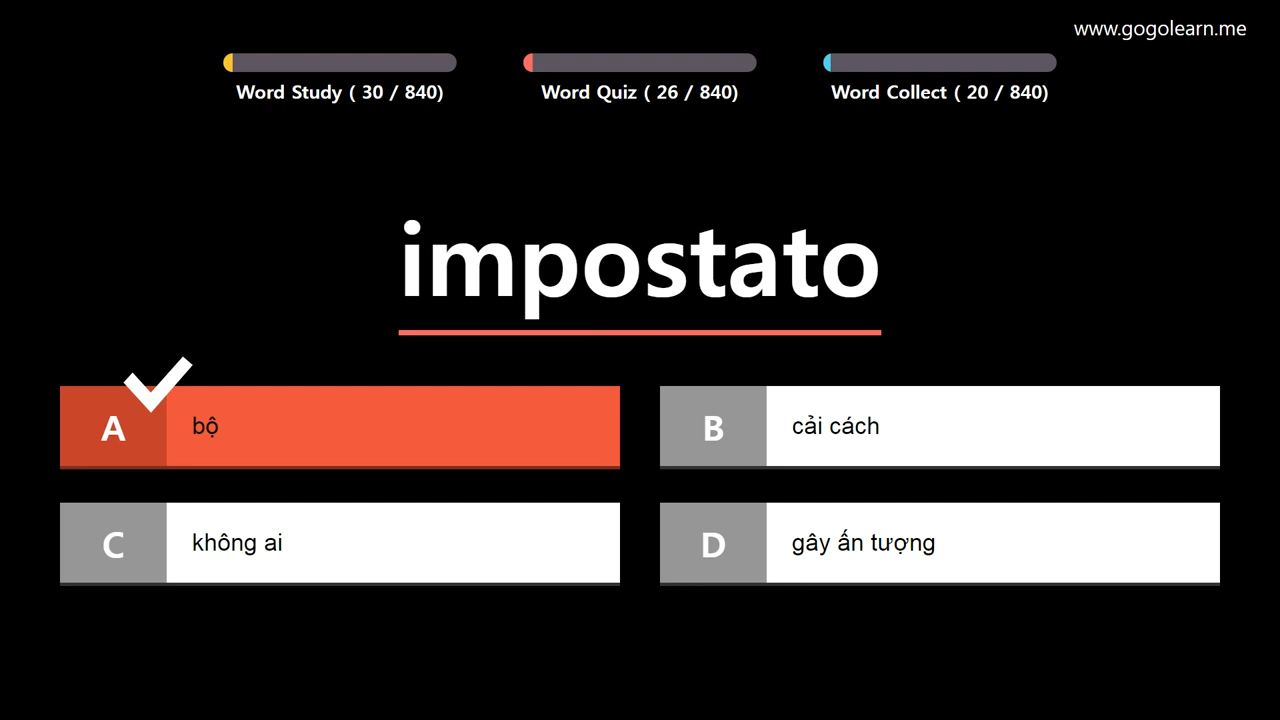 www.gogolearn.me
Word Study ( 30 / 840)
Word Quiz ( 26 / 840)
Word Collect ( 20 / 840)
impostato
A bộ
B cải cách
C không ai
D gây ấn tượng